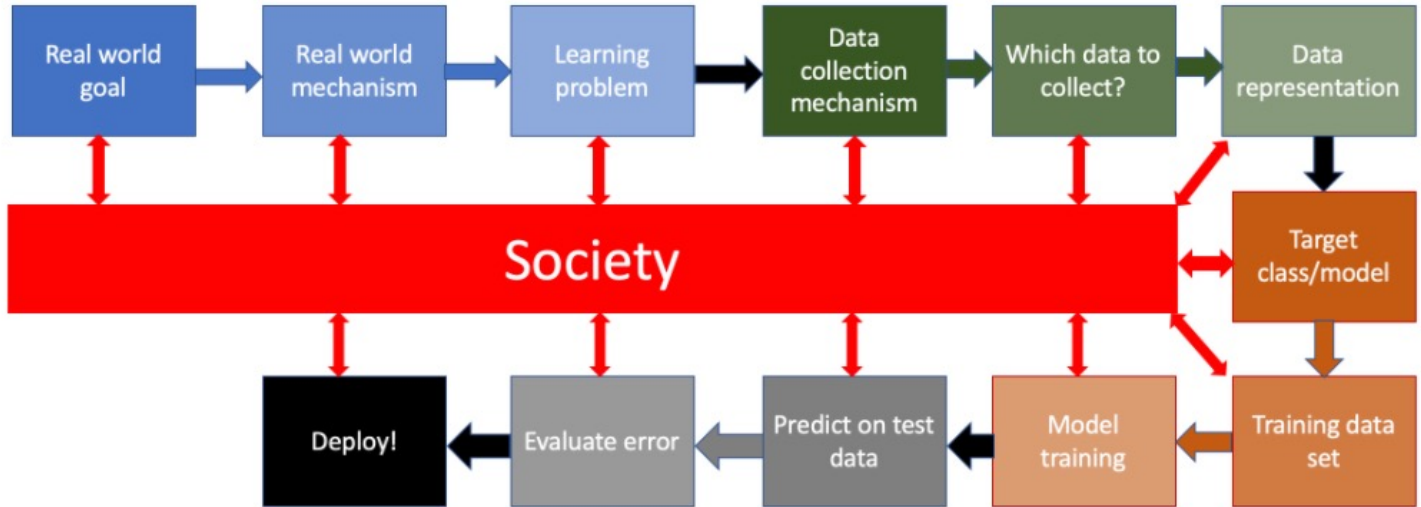 Real world
goal
Real world
mechanism
Learning
problem
Data
collection
mechanism
Which data to
collect?
Data
representation
Society
Target
class/model
Deploy!
Evaluate error
Predict on test
data
Model
training
Training data
set